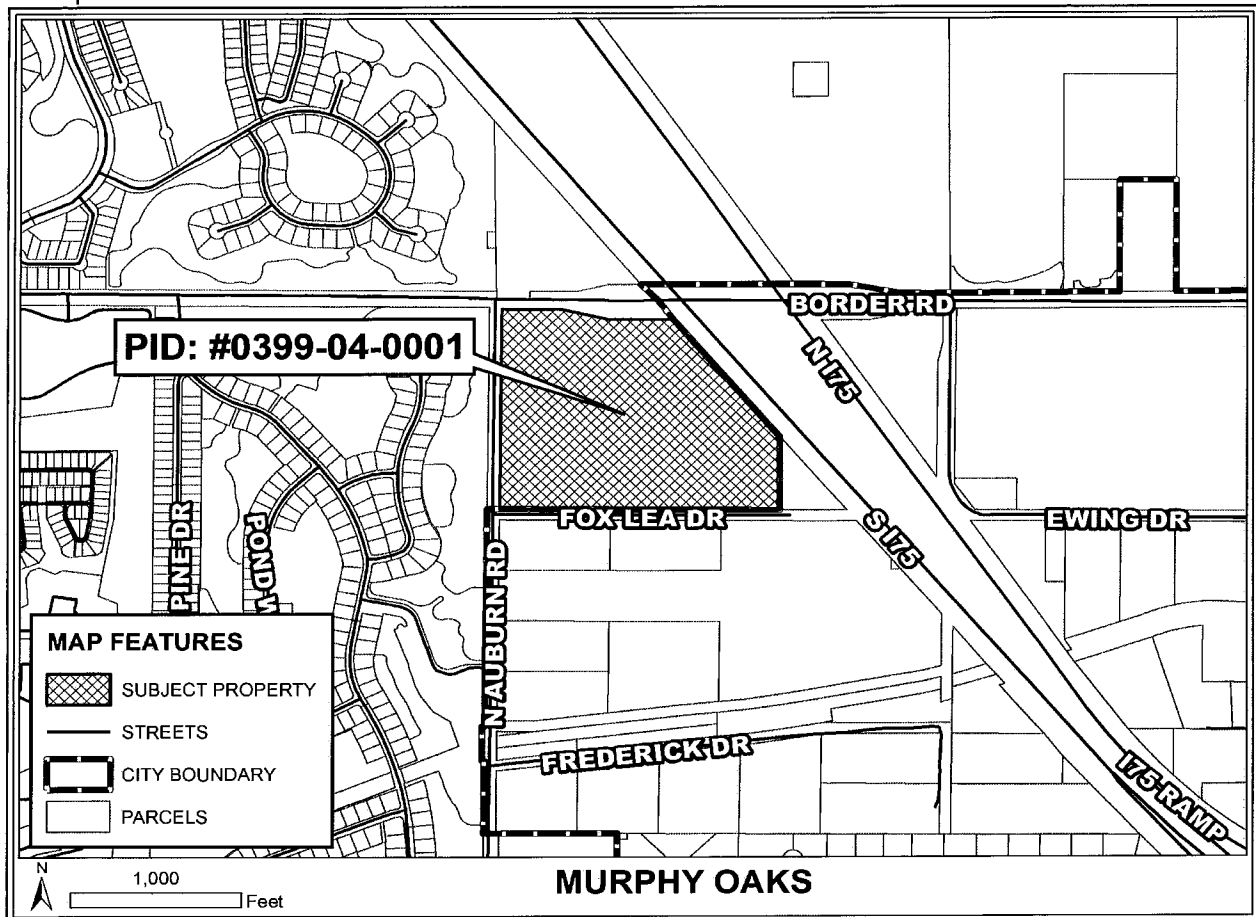 BORDER RD
PID: #0399-04-0001
N I75
FOX LEA DR
EWING DR
S I75
PINE DR
POND W
N AUBURN RD
MAP FEATURES
SUBJECT PROPERTY
STREETS
CITY BOUNDARY
PARCELS
FREDERICK DR
I75 RAMP
N
1,000
Feet
MURPHY OAKS